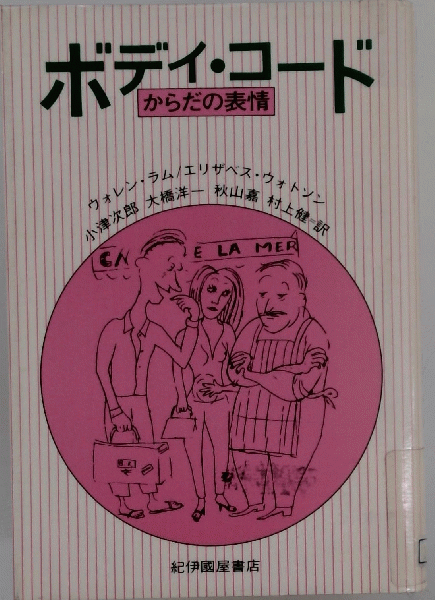 ボディ・コード
からだの表情
ウォレン・ラム/エリザベス・ウォトソン
小津次郎 大橋洋一 秋山嘉 村上健=訳
CA E LA MER
紀伊國屋書店